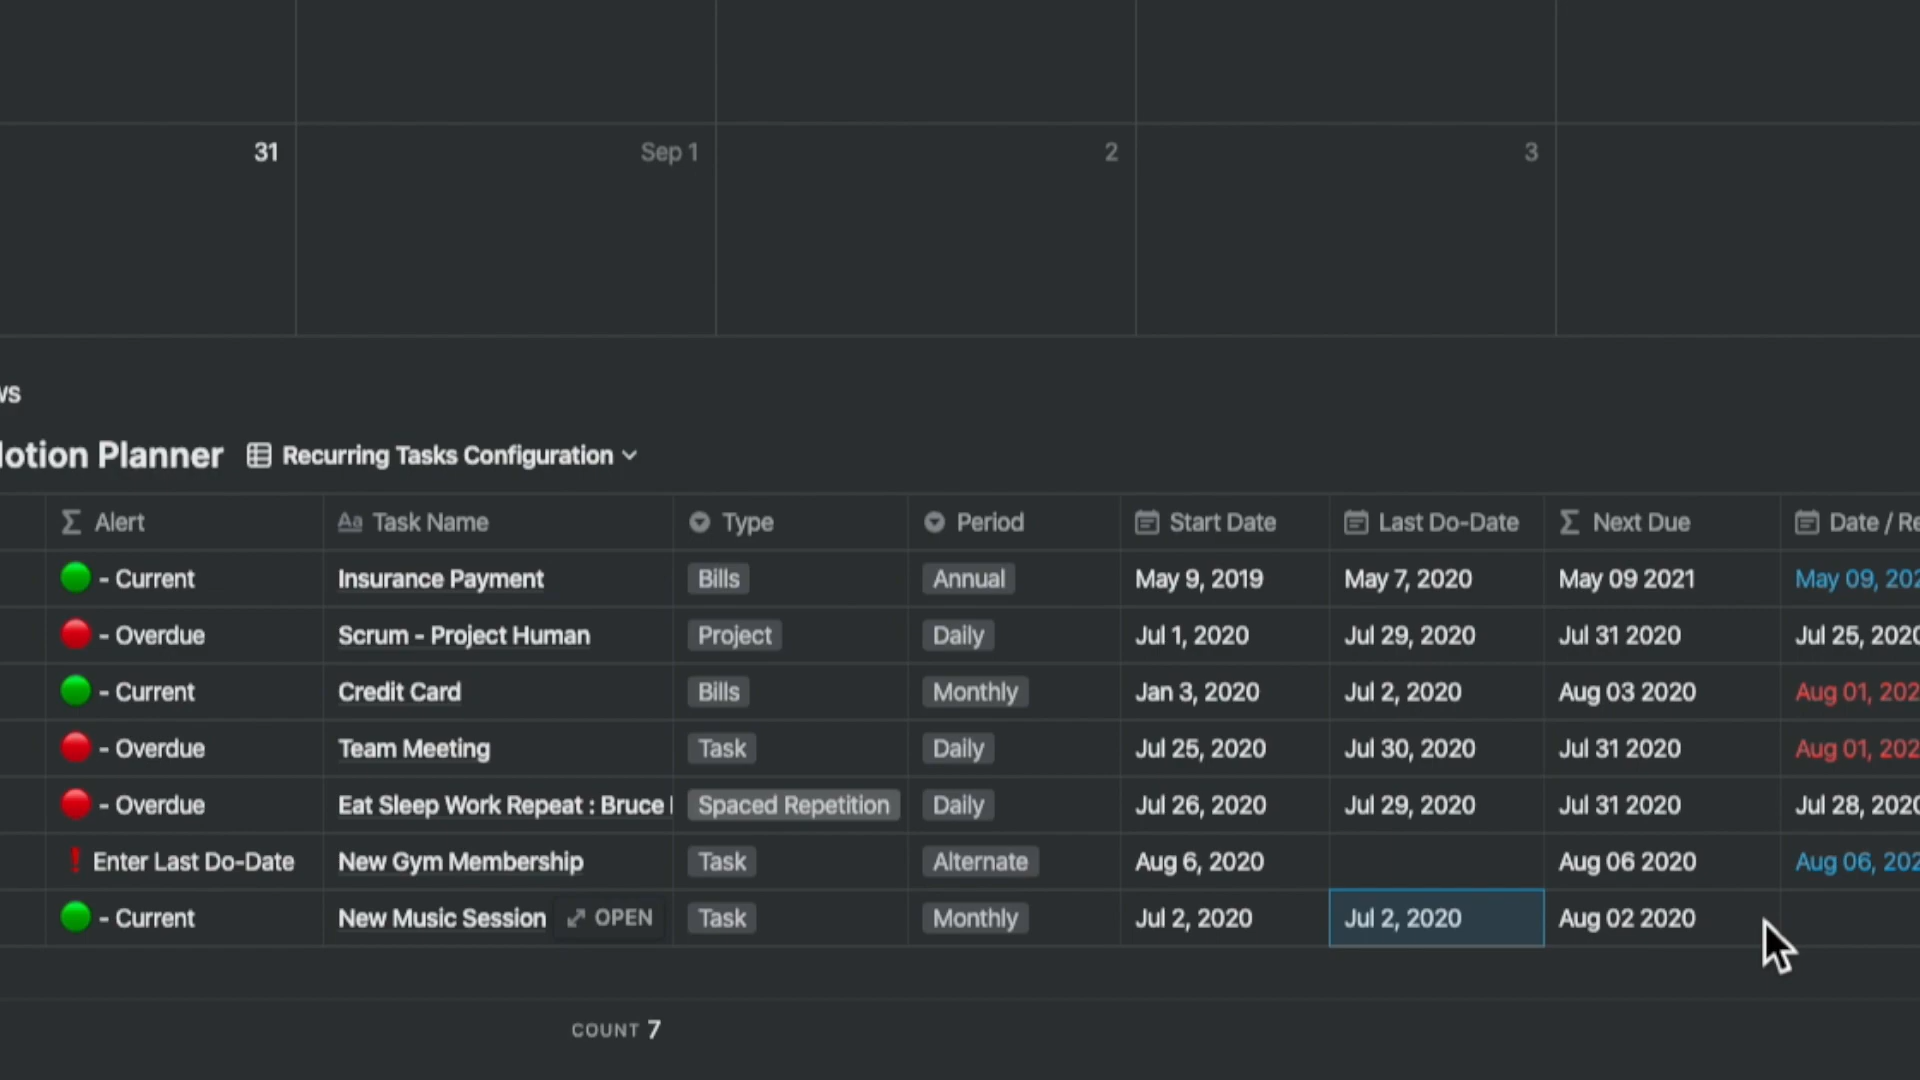 31 Sep 1 2 3
ws
Notion Planner Recurring Tasks Configuration
Σ Alert Aa Task Name Type Period Start Date Last Do-Date Σ Next Due Date / Re
- Current Insurance Payment Bills Annual May 9, 2019 May 7, 2020 May 09 2021 May 09, 202
- Overdue Scrum - Project Human Project Daily Jul 1, 2020 Jul 29, 2020 Jul 31 2020 Jul 25, 2020
- Current Credit Card Bills Monthly Jan 3, 2020 Jul 2, 2020 Aug 03 2020 Aug 01, 202
- Overdue Team Meeting Task Daily Jul 25, 2020 Jul 30, 2020 Jul 31 2020 Aug 01, 202
- Overdue Eat Sleep Work Repeat : Bruce Spaced Repetition Daily Jul 26, 2020 Jul 29, 2020 Jul 31 2020 Jul 28, 2020
❗ Enter Last Do-Date New Gym Membership Task Alternate Aug 6, 2020 Aug 06 2020 Aug 06, 202
- Current New Music Session OPEN Task Monthly Jul 2, 2020 Jul 2, 2020 Aug 02 2020
COUNT 7